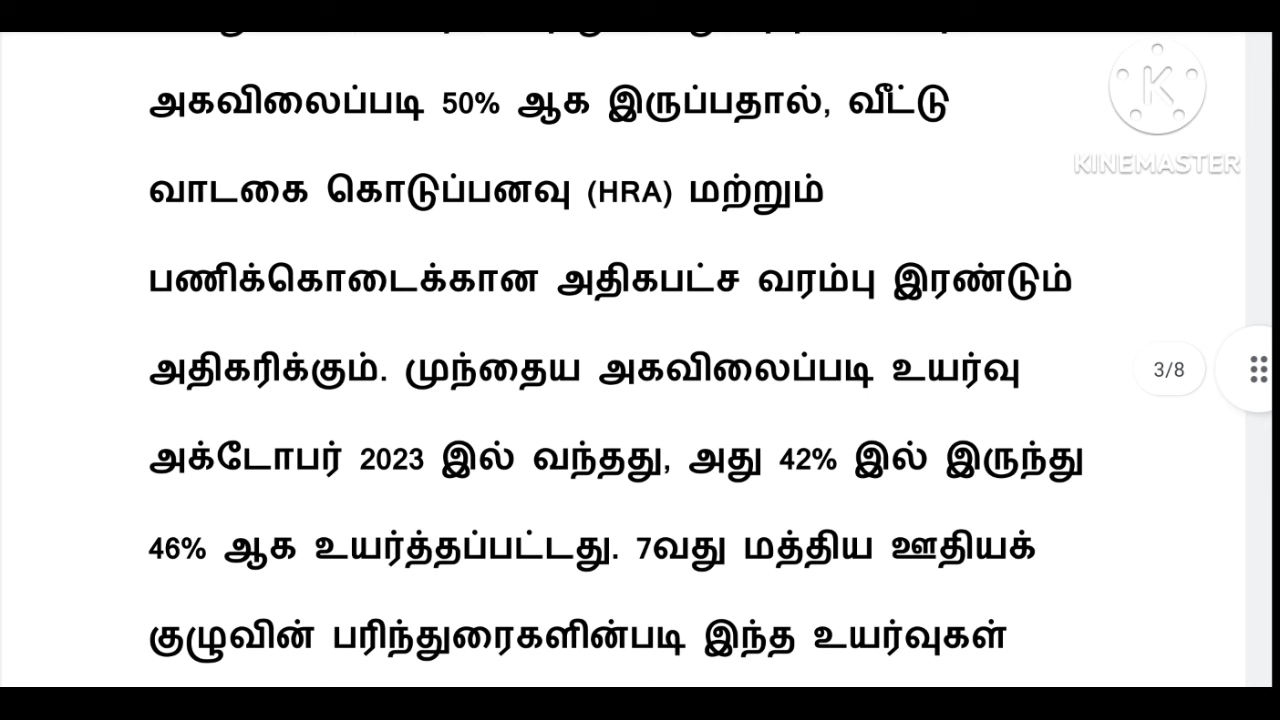 அகவிலைப்படி 50% ஆக இருப்பதால், வீட்டு
KINEMASTER
வாடகை கொடுப்பனவு (HRA) மற்றும்
பணிக்கொடைக்கான அதிகபட்ச வரம்பு இரண்டும்
அதிகரிக்கும். முந்தைய அகவிலைப்படி உயர்வு
3/8
அக்டோபர் 2023 இல் வந்தது, அது 42% இல் இருந்து
46% ஆக உயர்த்தப்பட்டது. 7வது மத்திய ஊதியக்
குழுவின் பரிந்துரைகளின்படி இந்த உயர்வுகள்